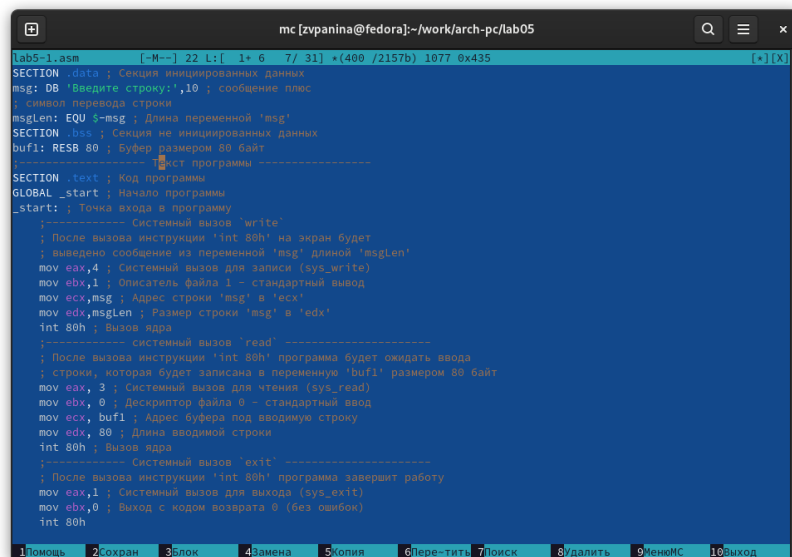 mc [zvpanina@fedora]:~/work/arch-pc/lab05
lab5-1.asm [-M--] 22 L:[ 1+ 6 7/ 31] *(400 /2157b) 1077 0x435 [*][X]
SECTION .data ; Секция инициированных данных
msg: DB 'Введите строку:',10 ; сообщение плюс
; символ перевода строки
msgLen: EQU $-msg ; Длина переменной 'msg'
SECTION .bss ; Секция не инициированных данных
buf1: RESB 80 ; Буфер размером 80 байт
;------------------- Текст программы -----------------
SECTION .text ; Код программы
GLOBAL _start ; Начало программы
_start: ; Точка входа в программу
;------------ Системный вызов `write`
; После вызова инструкции 'int 80h' на экран будет
; выведено сообщение из переменной 'msg' длиной 'msgLen'
mov eax,4 ; Системный вызов для записи (sys_write)
mov ebx,1 ; Описатель файла 1 - стандартный вывод
mov ecx,msg ; Адрес строки 'msg' в 'ecx'
mov edx,msgLen ; Размер строки 'msg' в 'edx'
int 80h ; Вызов ядра
;------------ системный вызов `read` ----------------------
; После вызова инструкции 'int 80h' программа будет ожидать ввода
; строки, которая будет записана в переменную 'buf1' размером 80 байт
mov eax, 3 ; Системный вызов для чтения (sys_read)
mov ebx, 0 ; Дескриптор файла 0 - стандартный ввод
mov ecx, buf1 ; Адрес буфера под вводимую строку
mov edx, 80 ; Длина вводимой строки
int 80h ; Вызов ядра
;------------ Системный вызов `exit` ----------------------
; После вызова инструкции 'int 80h' программа завершит работу
mov eax,1 ; Системный вызов для выхода (sys_exit)
mov ebx,0 ; Выход с кодом возврата 0 (без ошибок)
int 80h
1Помощь 2Сохран 3Блок 4Замена 5Копия 6Пере~тить 7Поиск 8Удалить 9МенюМС 10Выход